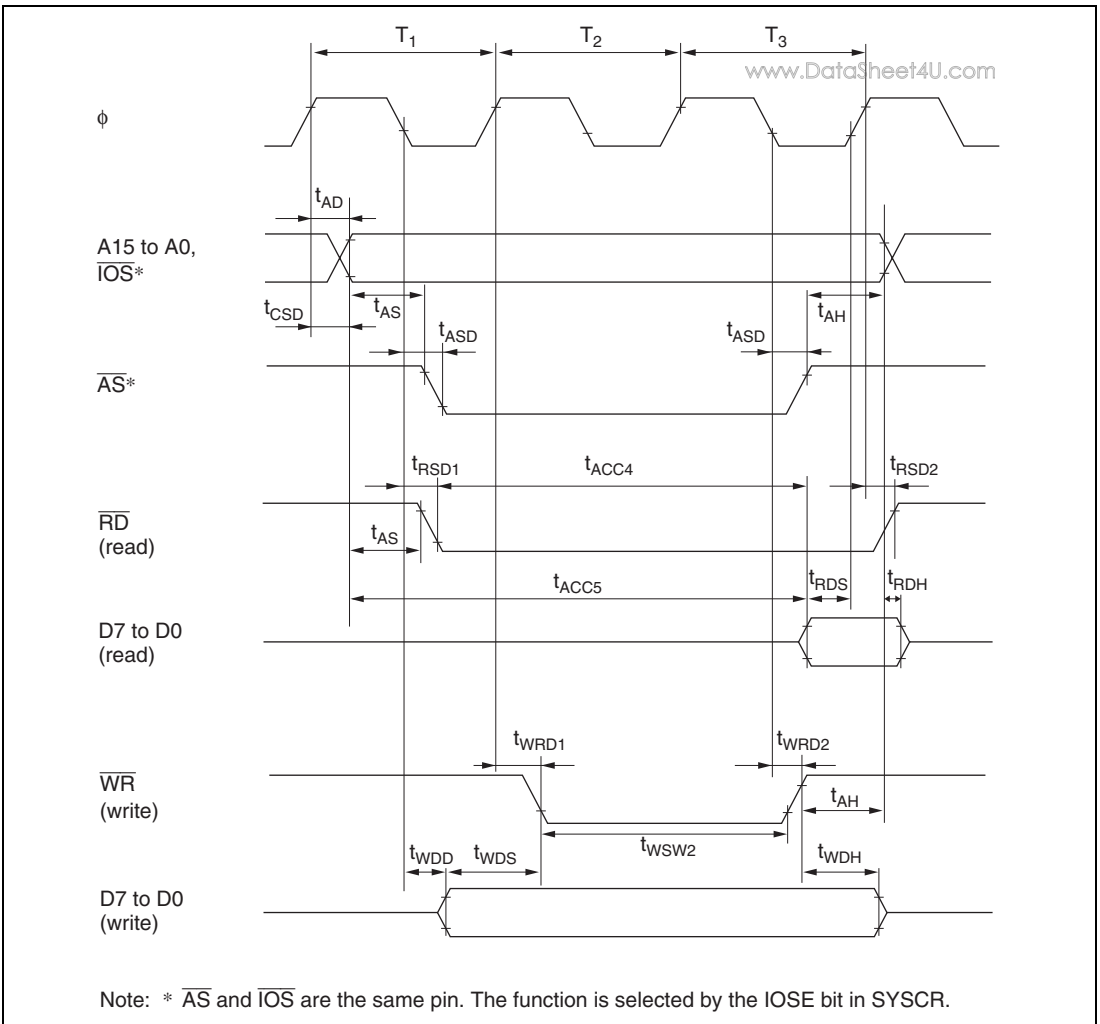 T1 T2 T3
www.DataSheet4U.com
ϕ
tAD
A15 to A0,
IOS*
tCSD tAS tAH
tASD tASD
AS*
tRSD1 tACC4 tRSD2
RD
(read)
tAS
tACC5 tRDS tRDH
D7 to D0
(read)
tWRD1 tWRD2
WR
(write)
tAH
tWSW2
tWDD tWDS tWDH
D7 to D0
(write)
Note: * AS and IOS are the same pin. The function is selected by the IOSE bit in SYSCR.